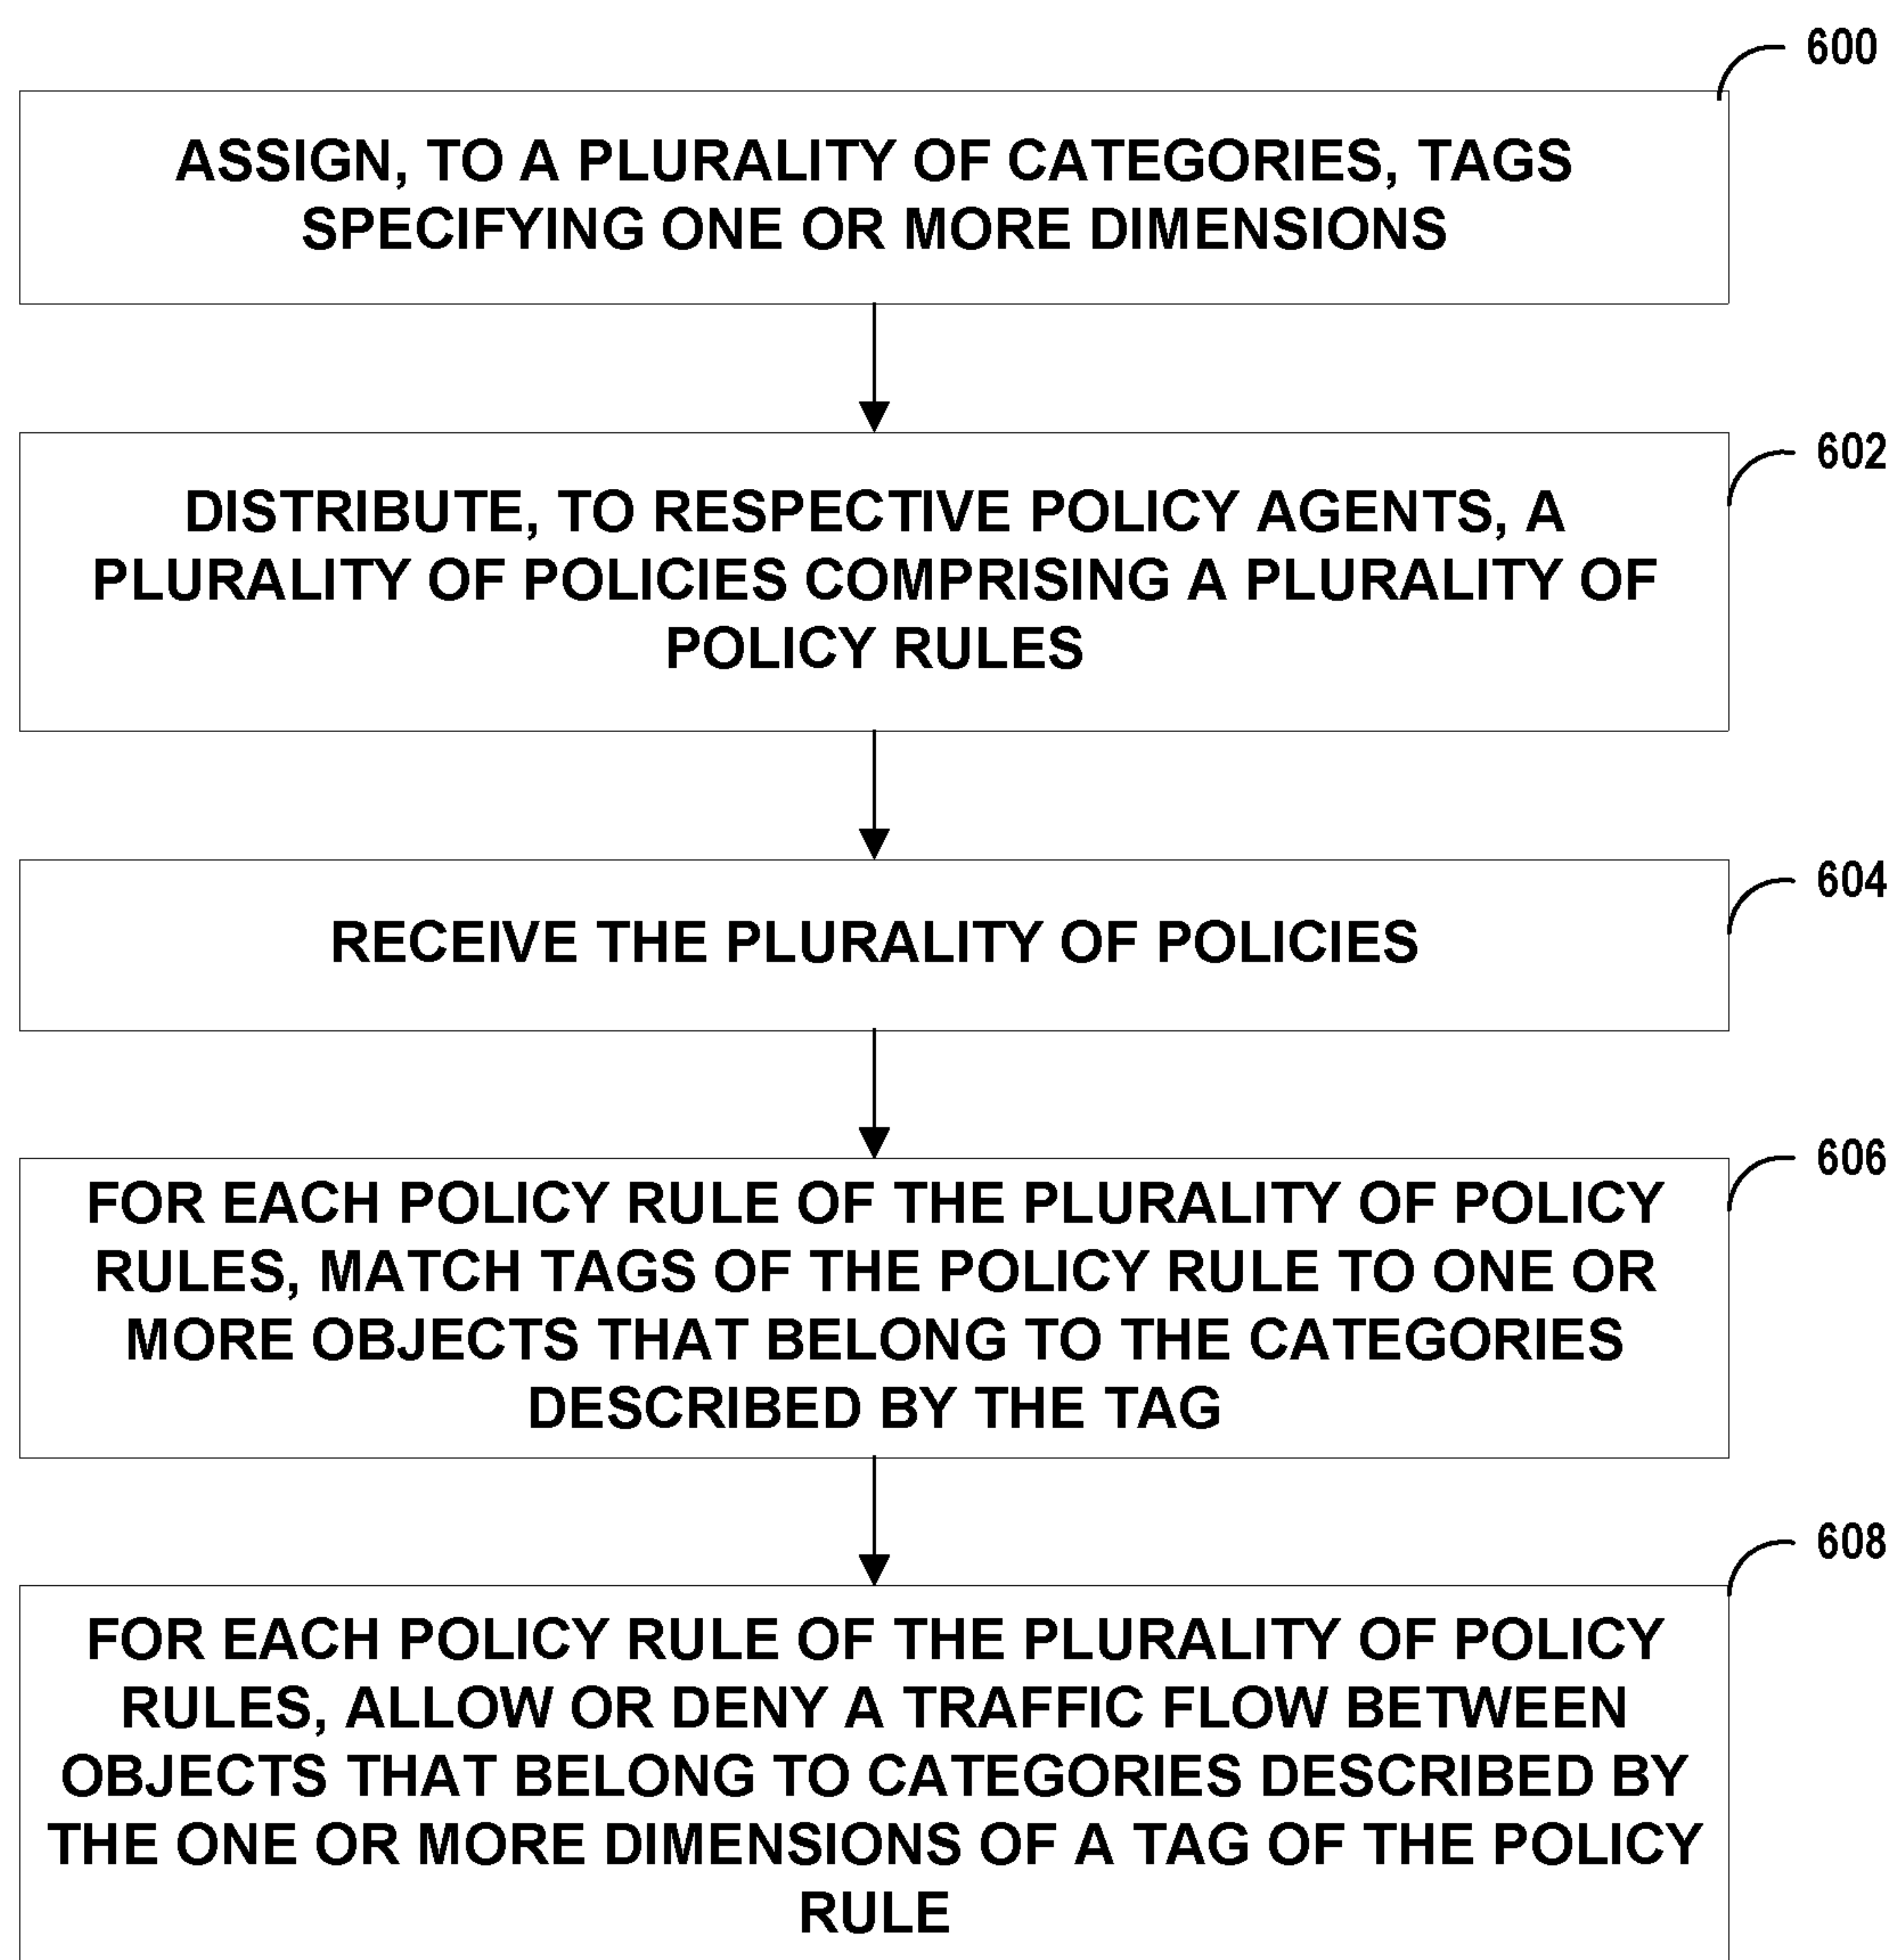 600
ASSIGN, TO A PLURALITY OF CATEGORIES, TAGS
SPECIFYING ONE OR MORE DIMENSIONS
602
DISTRIBUTE, TO RESPECTIVE POLICY AGENTS, A
PLURALITY OF POLICIES COMPRISING A PLURALITY OF
POLICY RULES
604
RECEIVE THE PLURALITY OF POLICIES
606
FOR EACH POLICY RULE OF THE PLURALITY OF POLICY
RULES, MATCH TAGS OF THE POLICY RULE TO ONE OR
MORE OBJECTS THAT BELONG TO THE CATEGORIES
DESCRIBED BY THE TAG
608
FOR EACH POLICY RULE OF THE PLURALITY OF POLICY
RULES, ALLOW OR DENY A TRAFFIC FLOW BETWEEN
OBJECTS THAT BELONG TO CATEGORIES DESCRIBED BY
THE ONE OR MORE DIMENSIONS OF A TAG OF THE POLICY
RULE